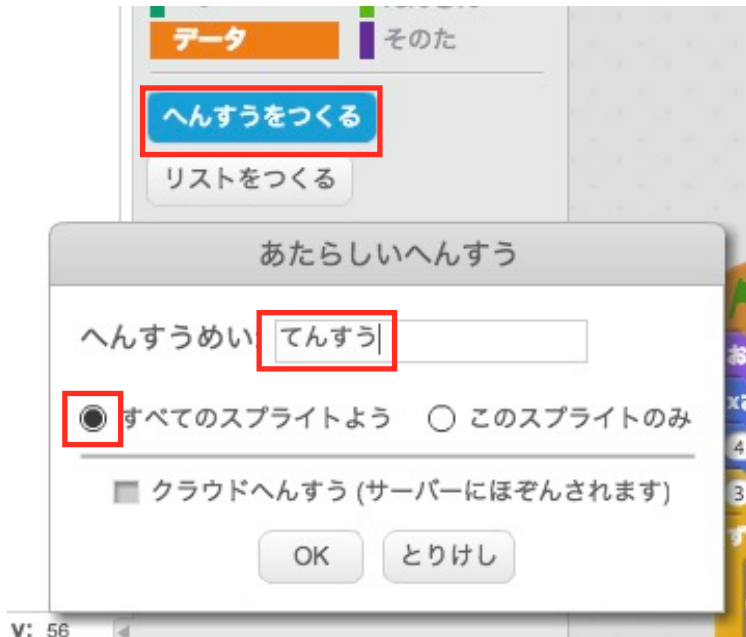 データ そのた
へんすうをつくる
リストをつくる
あたらしいへんすう
へんすうめい: てんすう
すべてのスプライトよう このスプライトのみ
クラウドへんすう (サーバーにほぞんされます)
OK とりけし
お
x
4
3
ず
y: 56